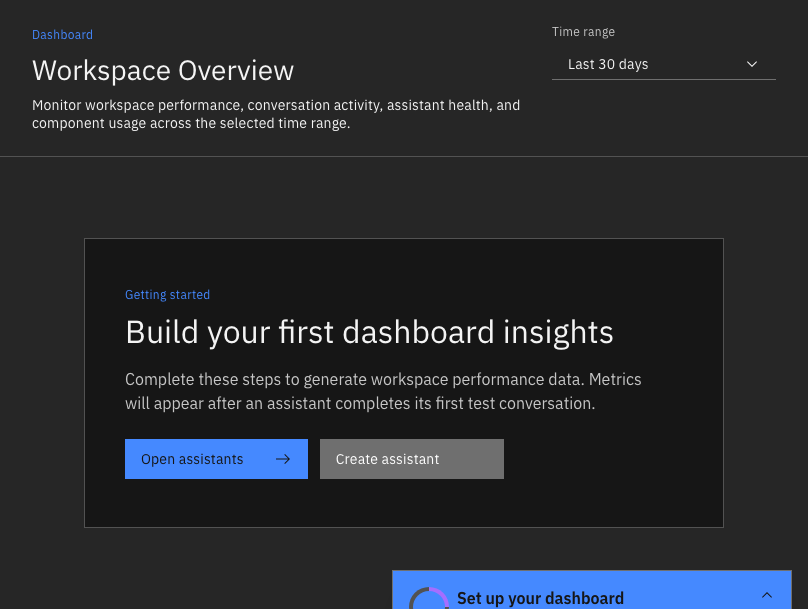 Dashboard
Workspace Overview
Monitor workspace performance, conversation activity, assistant health, and
component usage across the selected time range.
Time range
Last 30 days
Getting started
Build your first dashboard insights
Complete these steps to generate workspace performance data. Metrics
will appear after an assistant completes its first test conversation.
Open assistants
Create assistant
Set up your dashboard